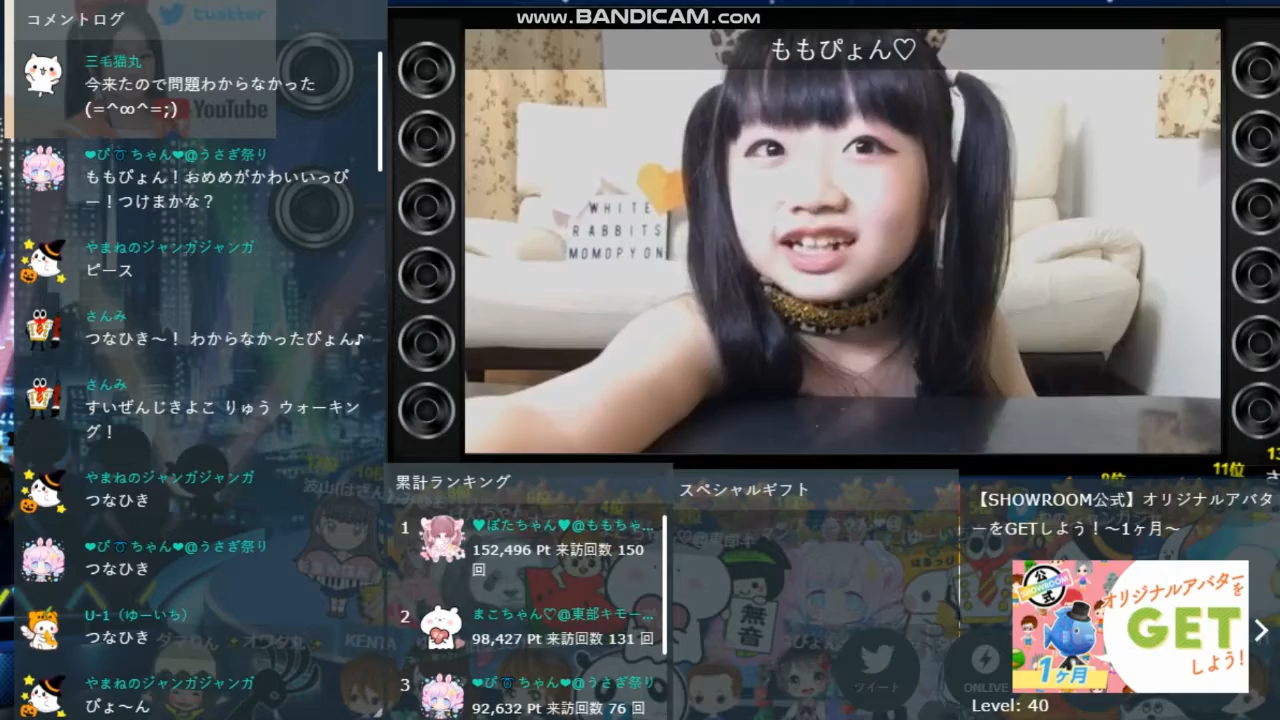 www.BANDICAM.com
コメントログ
twitter
YouTube
三毛猫丸
今来たので問題わからなかった
(=^∞^=;)
❤ぴ➰ちゃん❤@うさぎ祭り
ももぴょん！おめめがかわいいっぴ
ー！つけまかな？
やまねのジャンガジャンガ
ピース
さんみ
つなひき〜！ わからなかったぴょん♪
さんみ
すいぜんじきよこ りゅう ウォーキン
グ！
やまねのジャンガジャンガ
つなひき
❤ぴ➰ちゃん❤@うさぎ祭り
つなひき
U-1（ゆーいち）
つなひき
やまねのジャンガジャンガ
ぴょ〜ん
ももぴょん♡
WHITE
RABBITS
MOMOPYON
累計ランキング
1
♥ぼたちゃん♥@ももちゃ...
152,496 Pt 来訪回数 150
回
2
まこちゃん♡@東部キモー...
98,427 Pt 来訪回数 131 回
3
❤ぴ➰ちゃん❤@うさぎ祭り
92,632 Pt 来訪回数 76 回
スペシャルギフト
無音
ツイート
ONLIVE
KENTA
11位
【SHOWROOM公式】オリジナルアバタ
ーをGETしよう！〜1ヶ月〜
公式
SHOWROOM
オリジナルアバターを
GET
しよう!
1ヶ月
Level: 40